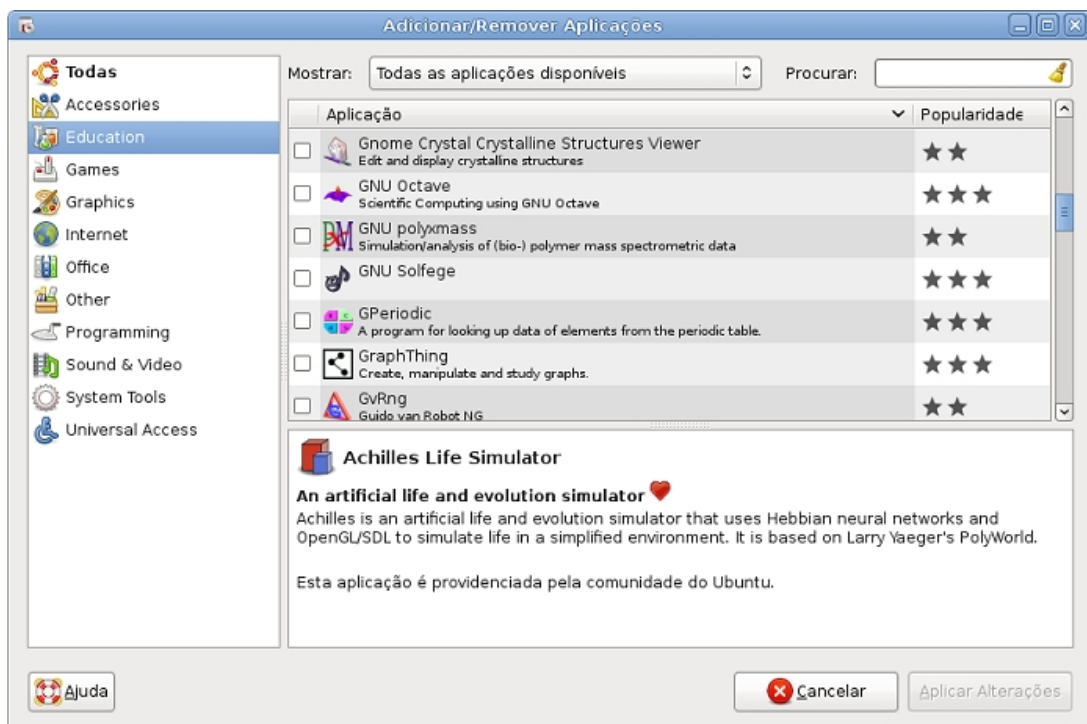 Adicionar/Remover Aplicações
Todas
Accessories
Education
Games
Graphics
Internet
Office
Other
Programming
Sound & Video
System Tools
Universal Access
Mostrar: Todas as aplicações disponíveis Procurar:
Aplicação Popularidade
Gnome Crystal Crystalline Structures Viewer
Edit and display crystalline structures
GNU Octave
Scientific Computing using GNU Octave
GNU polyxmass
Simulation/analysis of (bio-) polymer mass spectrometric data
GNU Solfege
GPeriodic
A program for looking up data of elements from the periodic table.
GraphThing
Create, manipulate and study graphs.
GvRng
Guido van Robot NG
Achilles Life Simulator
An artificial life and evolution simulator
Achilles is an artificial life and evolution simulator that uses Hebbian neural networks and
OpenGL/SDL to simulate life in a simplified environment. It is based on Larry Yaeger's PolyWorld.
Esta aplicação é providenciada pela comunidade do Ubuntu.
Ajuda Cancelar Aplicar Alterações